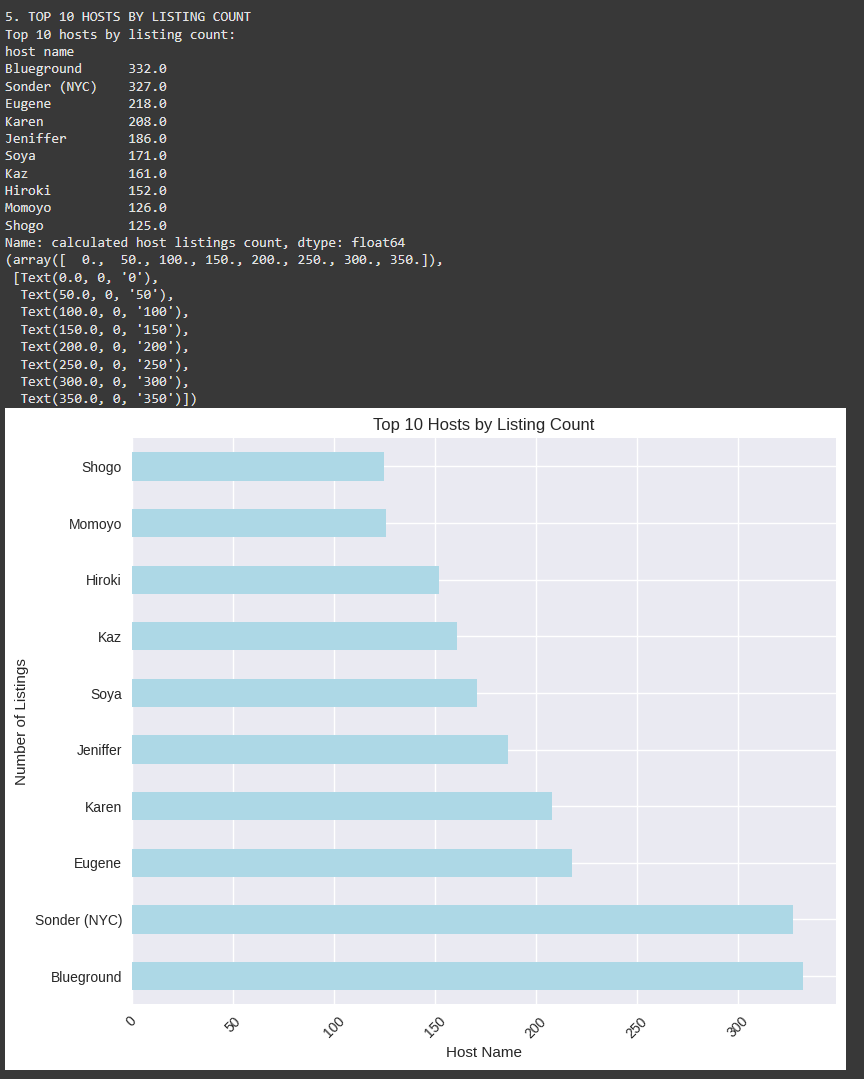 5. TOP 10 HOSTS BY LISTING COUNT
Top 10 hosts by listing count:
host name
Blueground      332.0
Sonder (NYC)    327.0
Eugene          218.0
Karen           208.0
Jeniffer        186.0
Soya            171.0
Kaz             161.0
Hiroki          152.0
Momoyo          126.0
Shogo           125.0
Name: calculated host listings count, dtype: float64
(array([  0.,  50., 100., 150., 200., 250., 300., 350.]),
 [Text(0.0, 0, '0'),
  Text(50.0, 0, '50'),
  Text(100.0, 0, '100'),
  Text(150.0, 0, '150'),
  Text(200.0, 0, '200'),
  Text(250.0, 0, '250'),
  Text(300.0, 0, '300'),
  Text(350.0, 0, '350')])
Top 10 Hosts by Listing Count
Number of Listings
Shogo
Momoyo
Hiroki
Kaz
Soya
Jeniffer
Karen
Eugene
Sonder (NYC)
Blueground
0 50 100 150 200 250 300
Host Name